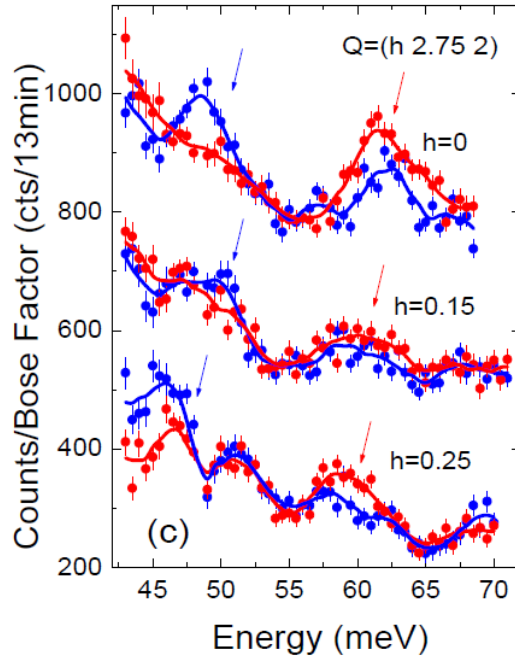 Q=(h 2.75 2)
h=0
h=0.15
h=0.25
(c)
1000
800
600
400
200
45 50 55 60 65 70
Energy (meV)
Counts/Bose Factor (cts/13min)